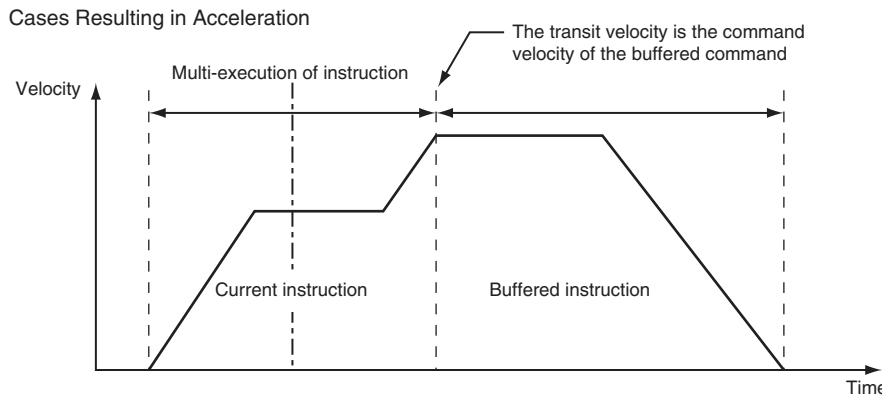 Cases Resulting in Acceleration
The transit velocity is the command
velocity of the buffered command
Multi-execution of instruction
Velocity
Current instruction
Buffered instruction
Time